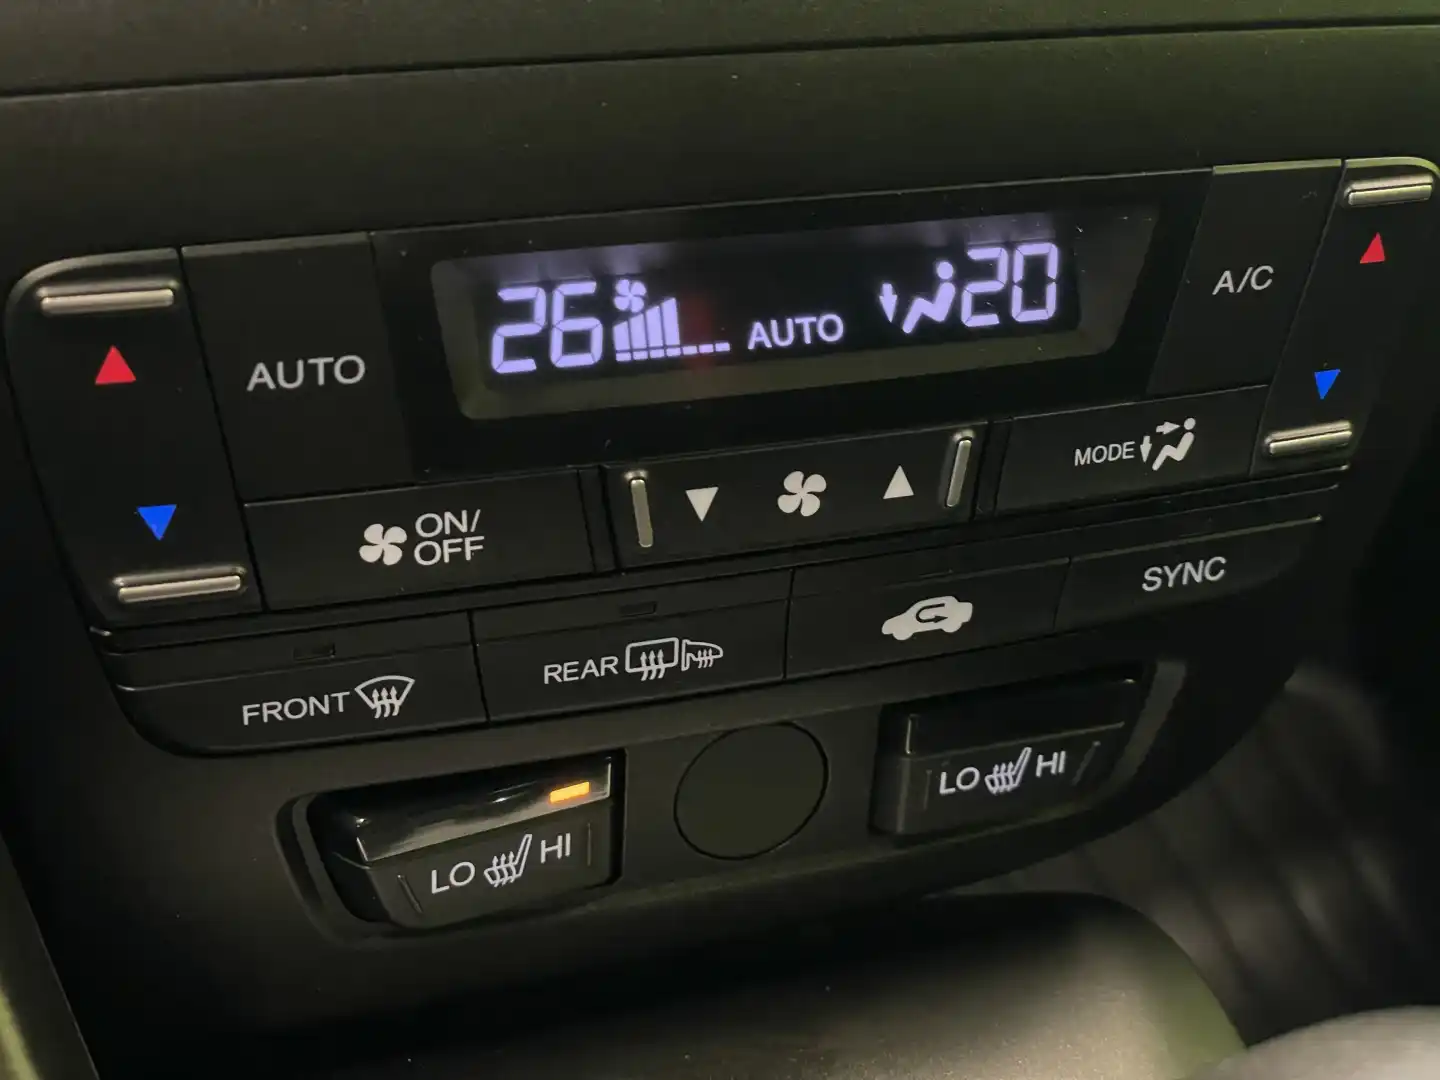 26 AUTO 20
A/C
AUTO
MODE
ON/
OFF
SYNC
REAR
FRONT
LO HI
LO HI